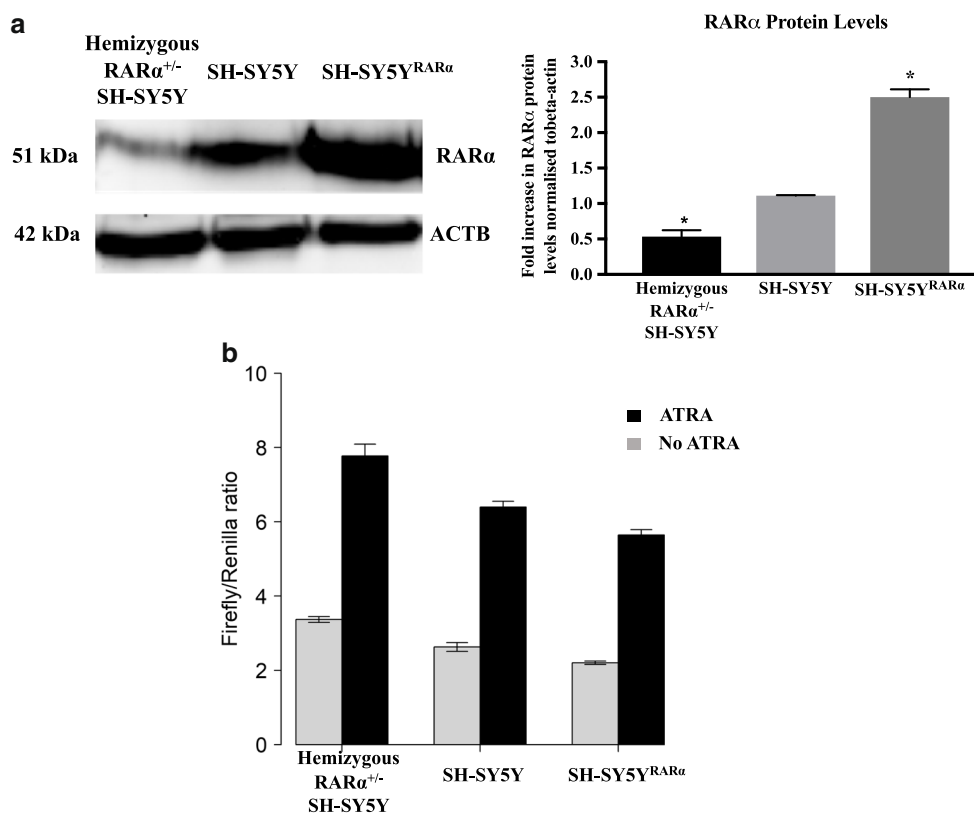 a
Hemizygous
RARα+/-
SH-SY5Y
SH-SY5Y
SH-SY5YRARα
51 kDa
RARα
42 kDa
ACTB
RARα Protein Levels
Fold increase in RARα protein
levels normalised tobeta-actin
3.0
2.5
2.0
1.5
1.0
0.5
0.0
*
*
Hemizygous
RARα+/-
SH-SY5Y
SH-SY5Y
SH-SY5YRARα
b
Firefly/Renilla ratio
10
8
6
4
2
0
ATRA
No ATRA
Hemizygous
RARα+/-
SH-SY5Y
SH-SY5Y
SH-SY5YRARα